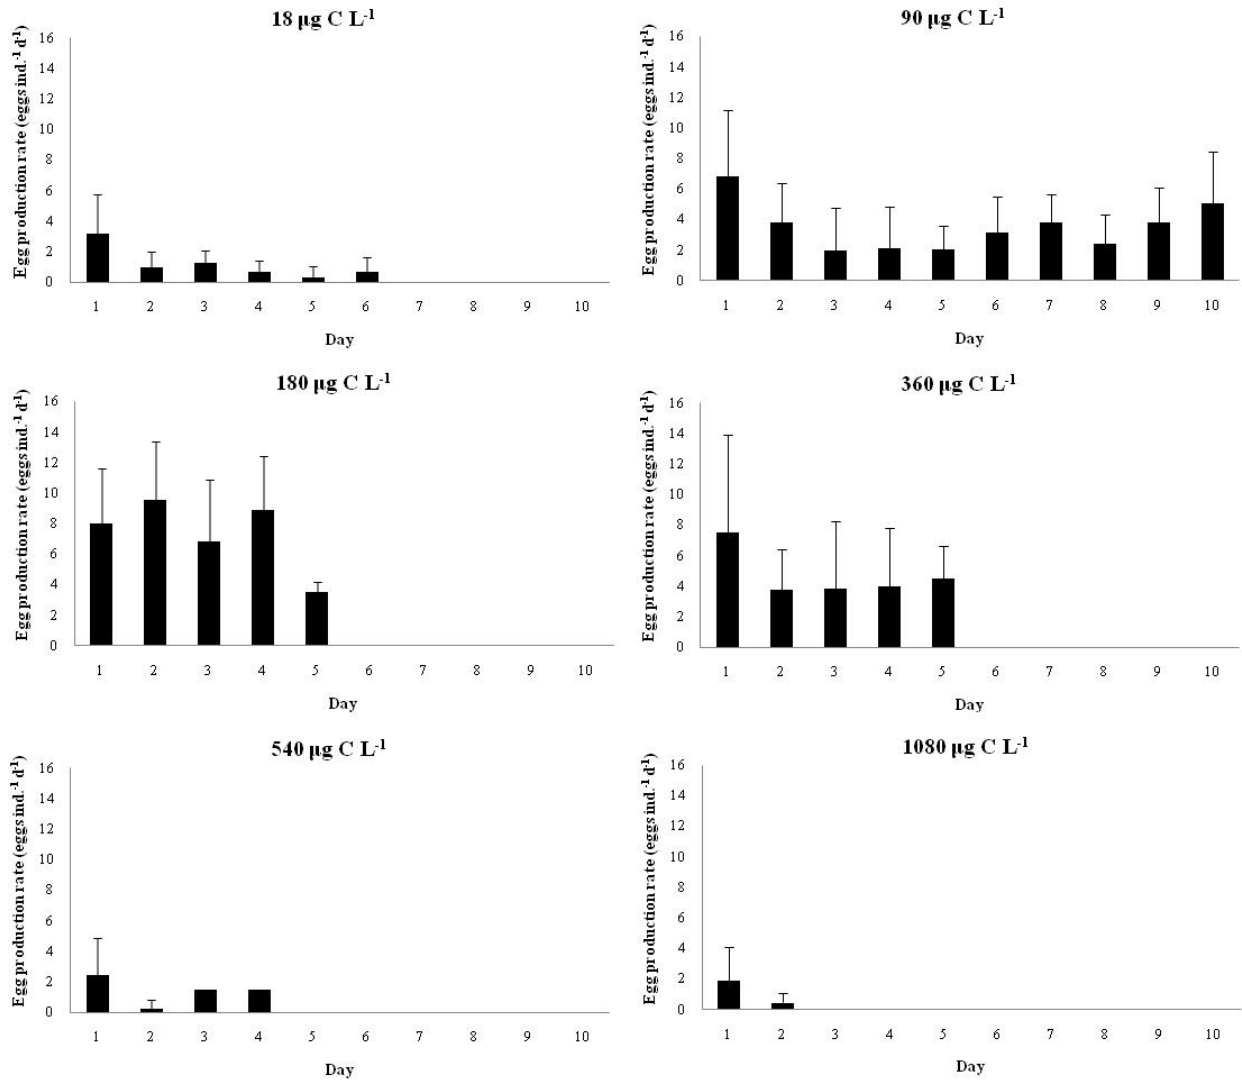 18 µg C L⁻¹
Egg production rate (eggs ind.⁻¹ d⁻¹)
16
14
12
10
8
6
4
2
0
1 2 3 4 5 6 7 8 9 10
Day
90 µg C L⁻¹
Egg production rate (eggs ind.⁻¹ d⁻¹)
16
14
12
10
8
6
4
2
0
1 2 3 4 5 6 7 8 9 10
Day
180 µg C L⁻¹
Egg production rate (eggs ind.⁻¹ d⁻¹)
16
14
12
10
8
6
4
2
0
1 2 3 4 5 6 7 8 9 10
Day
360 µg C L⁻¹
Egg production rate (eggs ind.⁻¹ d⁻¹)
16
14
12
10
8
6
4
2
0
1 2 3 4 5 6 7 8 9 10
Day
540 µg C L⁻¹
Egg production rate (eggs ind.⁻¹ d⁻¹)
16
14
12
10
8
6
4
2
0
1 2 3 4 5 6 7 8 9 10
Day
1080 µg C L⁻¹
Egg production rate (eggs ind.⁻¹ d⁻¹)
16
14
12
10
8
6
4
2
0
1 2 3 4 5 6 7 8 9 10
Day